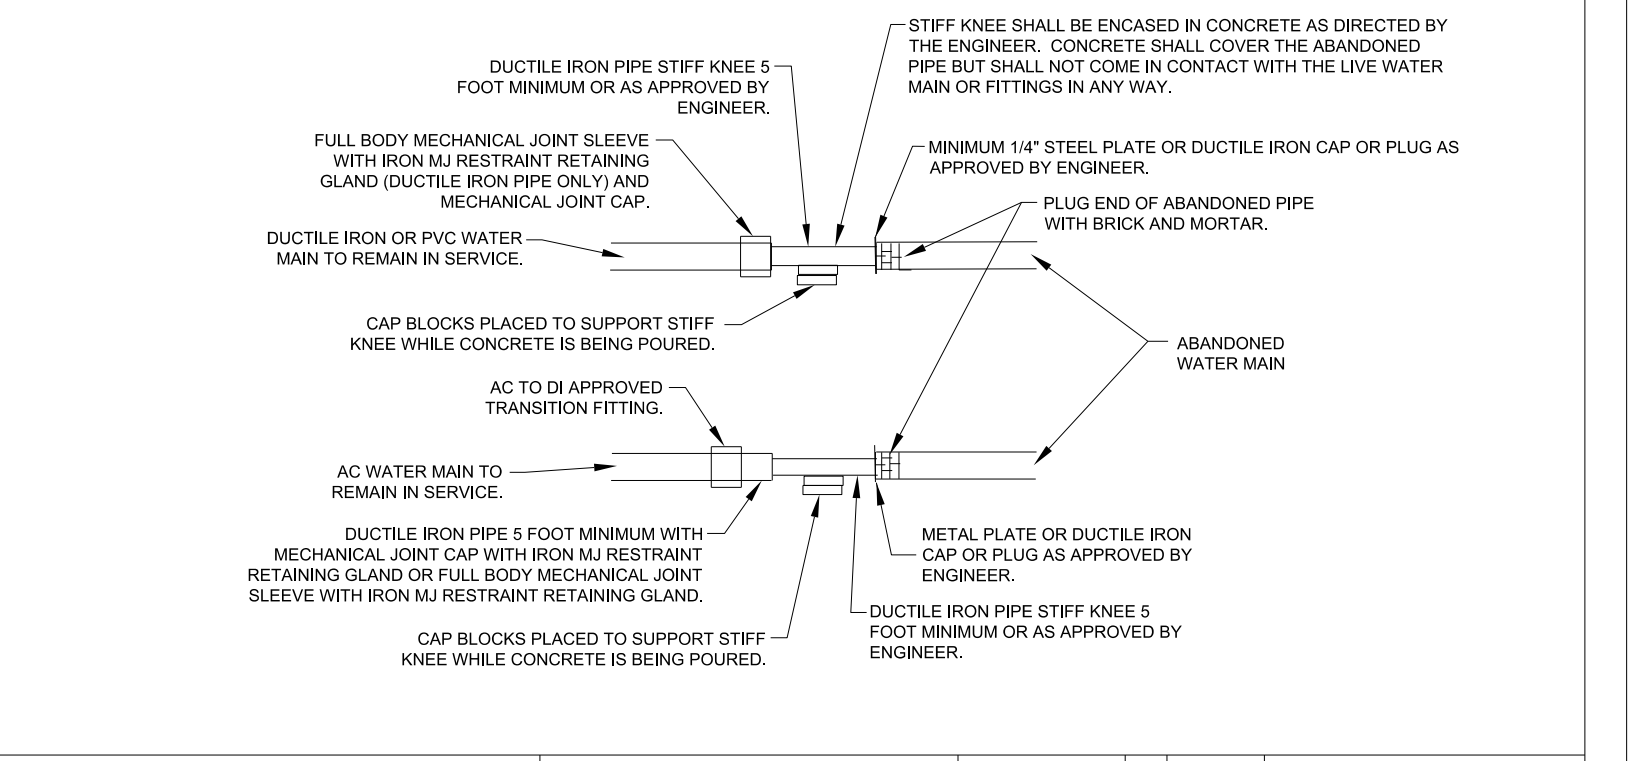 STIFF KNEE SHALL BE ENCASED IN CONCRETE AS DIRECTED BY
THE ENGINEER. CONCRETE SHALL COVER THE ABANDONED
PIPE BUT SHALL NOT COME IN CONTACT WITH THE LIVE WATER
MAIN OR FITTINGS IN ANY WAY.
DUCTILE IRON PIPE STIFF KNEE 5
FOOT MINIMUM OR AS APPROVED BY
ENGINEER.
FULL BODY MECHANICAL JOINT SLEEVE
WITH IRON MJ RESTRAINT RETAINING
GLAND (DUCTILE IRON PIPE ONLY) AND
MECHANICAL JOINT CAP.
MINIMUM 1/4" STEEL PLATE OR DUCTILE IRON CAP OR PLUG AS
APPROVED BY ENGINEER.
PLUG END OF ABANDONED PIPE
WITH BRICK AND MORTAR.
DUCTILE IRON OR PVC WATER
MAIN TO REMAIN IN SERVICE.
CAP BLOCKS PLACED TO SUPPORT STIFF
KNEE WHILE CONCRETE IS BEING POURED.
ABANDONED
WATER MAIN
AC TO DI APPROVED
TRANSITION FITTING.
AC WATER MAIN TO
REMAIN IN SERVICE.
DUCTILE IRON PIPE 5 FOOT MINIMUM WITH
MECHANICAL JOINT CAP WITH IRON MJ RESTRAINT
RETAINING GLAND OR FULL BODY MECHANICAL JOINT
SLEEVE WITH IRON MJ RESTRAINT RETAINING GLAND.
METAL PLATE OR DUCTILE IRON
CAP OR PLUG AS APPROVED BY
ENGINEER.
DUCTILE IRON PIPE STIFF KNEE 5
FOOT MINIMUM OR AS APPROVED BY
ENGINEER.
CAP BLOCKS PLACED TO SUPPORT STIFF
KNEE WHILE CONCRETE IS BEING POURED.